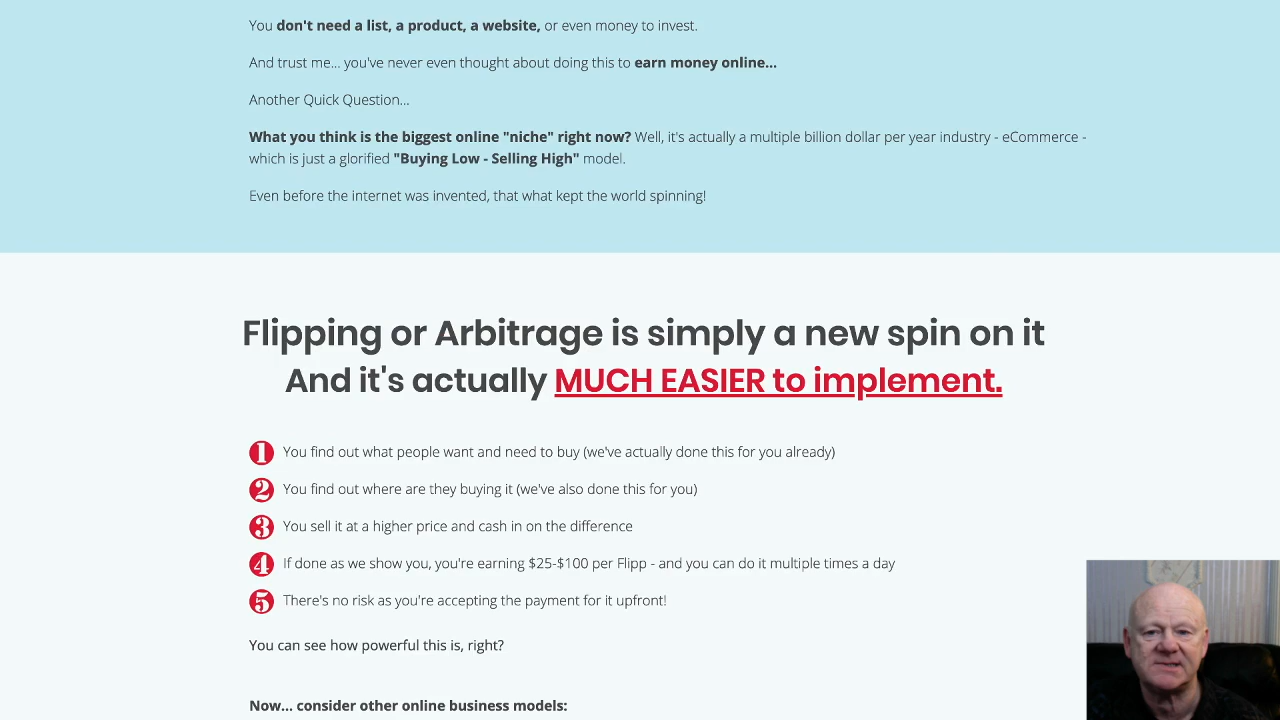 You don't need a list, a product, a website, or even money to invest.
And trust me... you've never even thought about doing this to earn money online...
Another Quick Question...
What you think is the biggest online "niche" right now? Well, it's actually a multiple billion dollar per year industry - eCommerce -
which is just a glorified "Buying Low - Selling High" model.
Even before the internet was invented, that what kept the world spinning!
Flipping or Arbitrage is simply a new spin on it
And it's actually MUCH EASIER to implement.
1 You find out what people want and need to buy (we've actually done this for you already)
2 You find out where are they buying it (we've also done this for you)
3 You sell it at a higher price and cash in on the difference
4 If done as we show you, you're earning $25-$100 per Flipp - and you can do it multiple times a day
5 There's no risk as you're accepting the payment for it upfront!
You can see how powerful this is, right?
Now... consider other online business models: